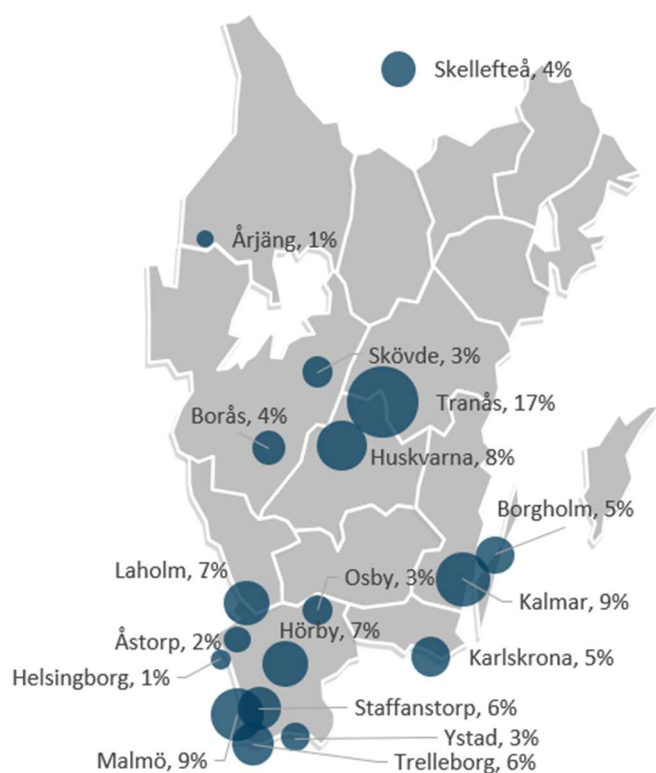 Skellefteå, 4%
Årjäng, 1%
Skövde, 3%
Tranås, 17%
Borås, 4%
Huskvarna, 8%
Borgholm, 5%
Laholm, 7%
Osby, 3%
Kalmar, 9%
Åstorp, 2%
Hörby, 7%
Helsingborg, 1%
Karlskrona, 5%
Staffanstorp, 6%
Ystad, 3%
Malmö, 9%
Trelleborg, 6%